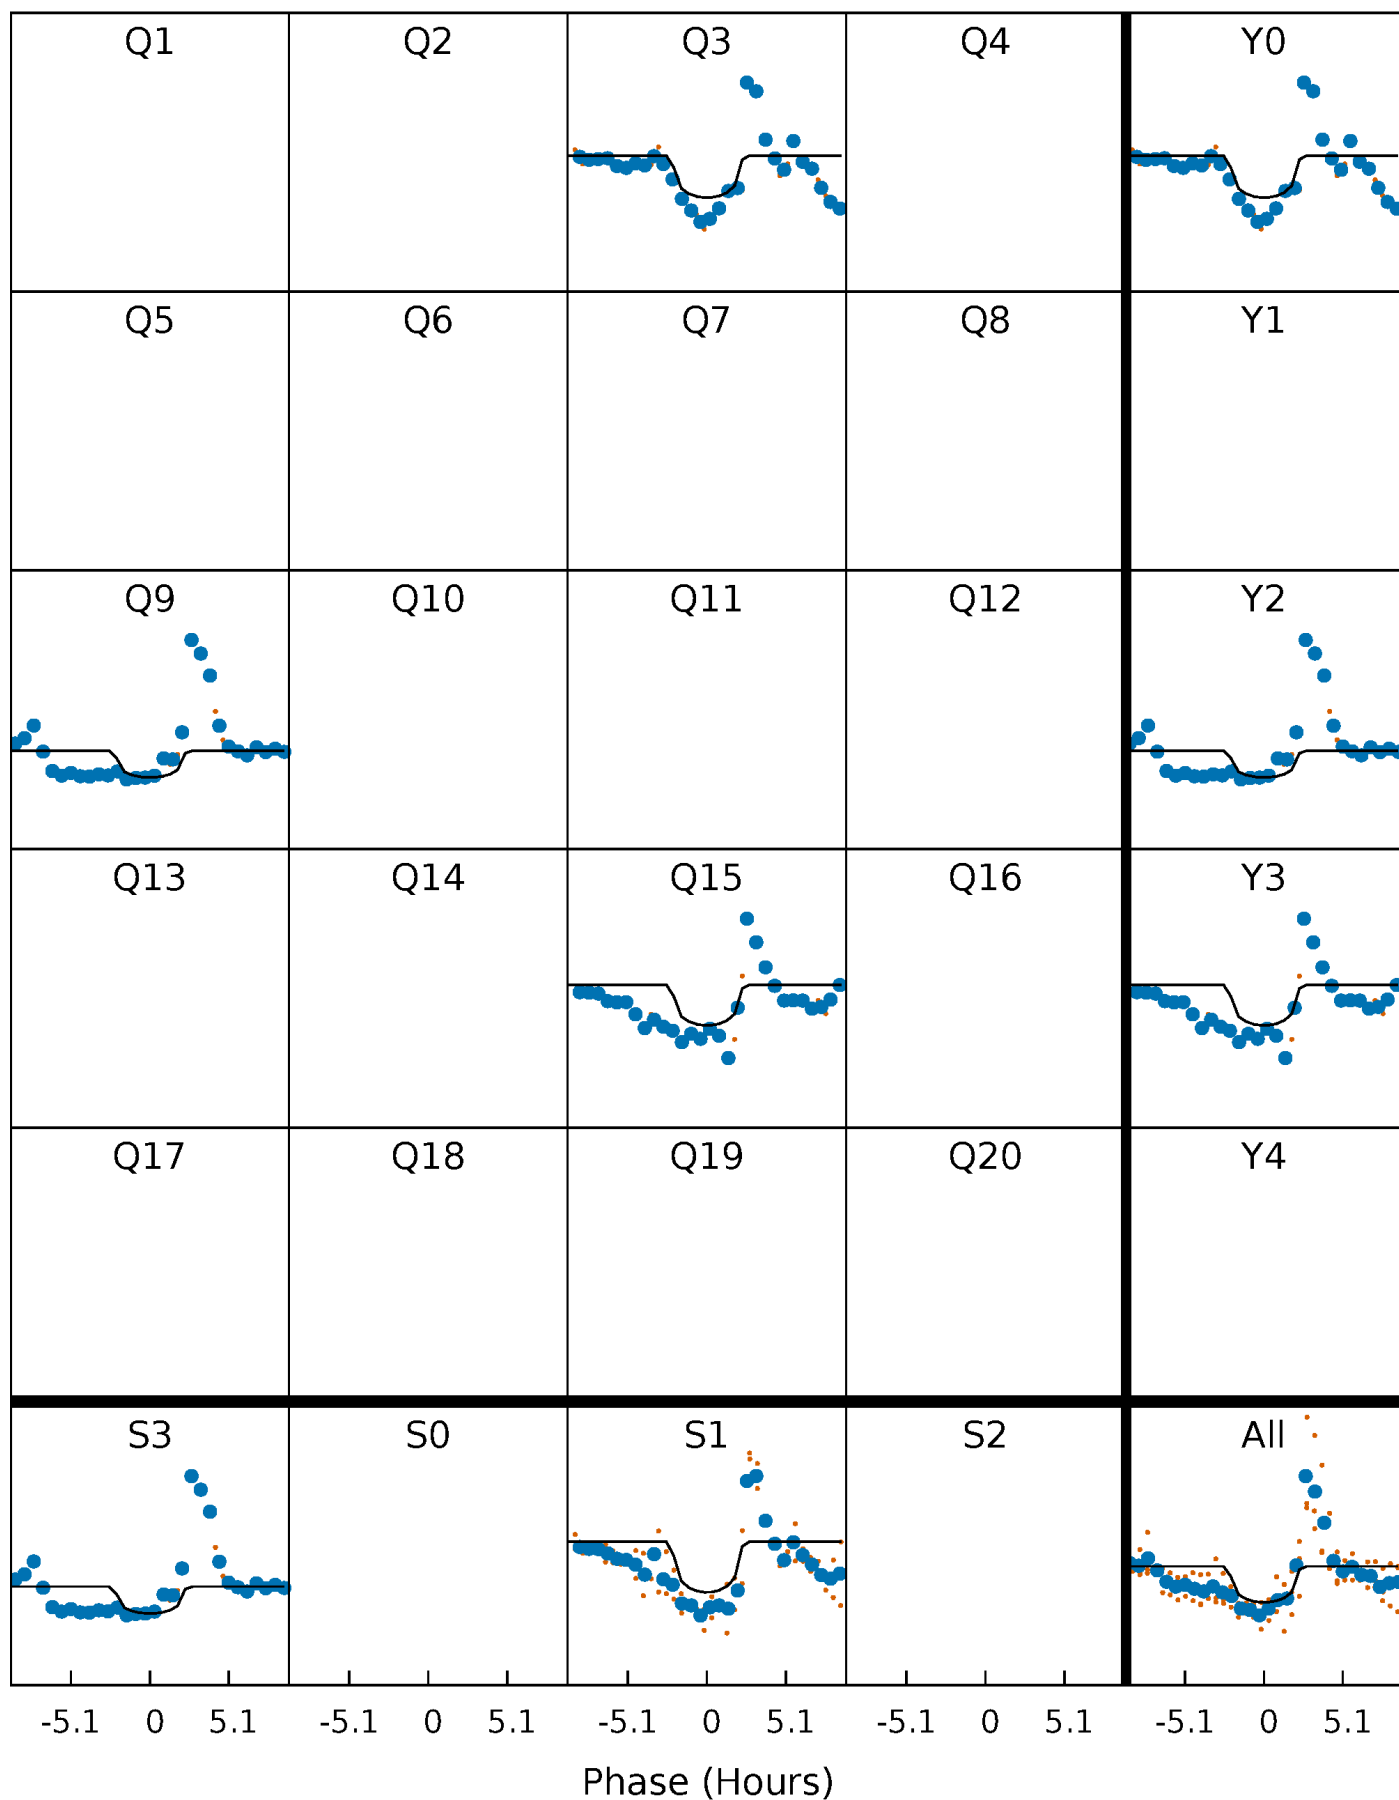 Q1 Q2 Q3 Q4 Y0
Q5 Q6 Q7 Q8 Y1
Q9 Q10 Q11 Q12 Y2
Q13 Q14 Q15 Q16 Y3
Q17 Q18 Q19 Q20 Y4
S3 S0 S1 S2 All
-5.1 0 5.1 -5.1 0 5.1 -5.1 0 5.1 -5.1 0 5.1 -5.1 0 5.1
Phase (Hours)